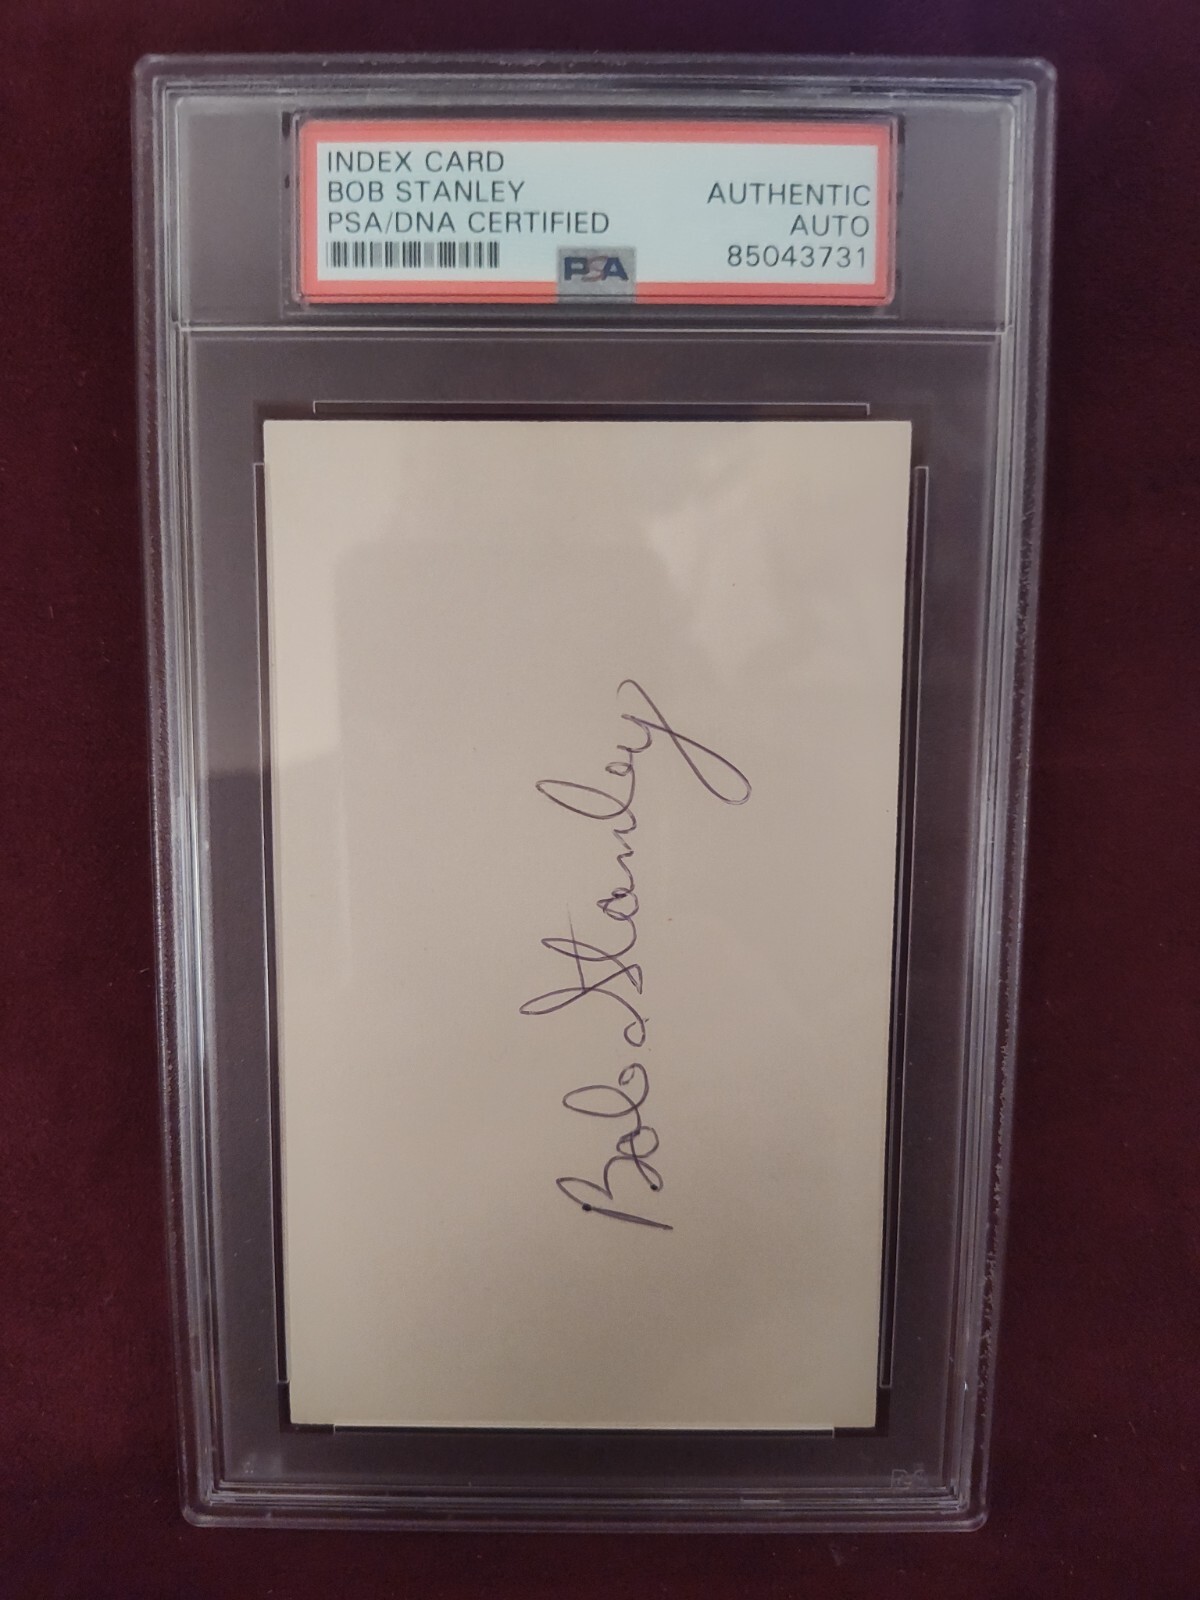 INDEX CARD
BOB STANLEY
PSA/DNA CERTIFIED
AUTHENTIC
AUTO
85043731
PSA
Bob Stanley